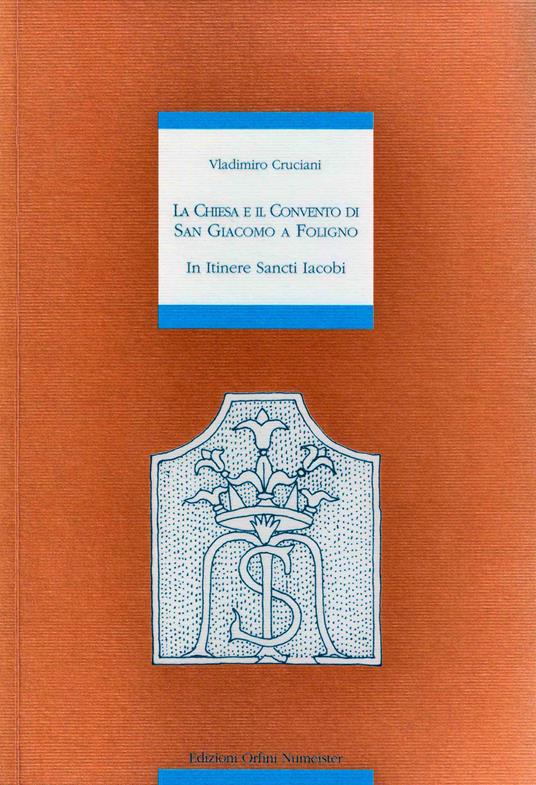 Vladimiro Cruciani
La Chiesa e il Convento di
San Giacomo a Foligno
In Itinere Sancti Iacobi
Edizioni Orfini Numeister